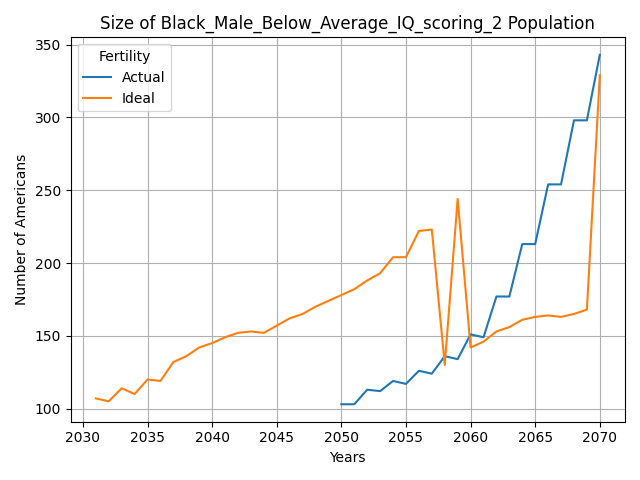 Size of Black_Male_Below_Average_IQ_scoring_2 Population
Fertility
Actual
Ideal
Number of Americans
350
300
250
200
150
100
2030 2035 2040 2045 2050 2055 2060 2065 2070
Years